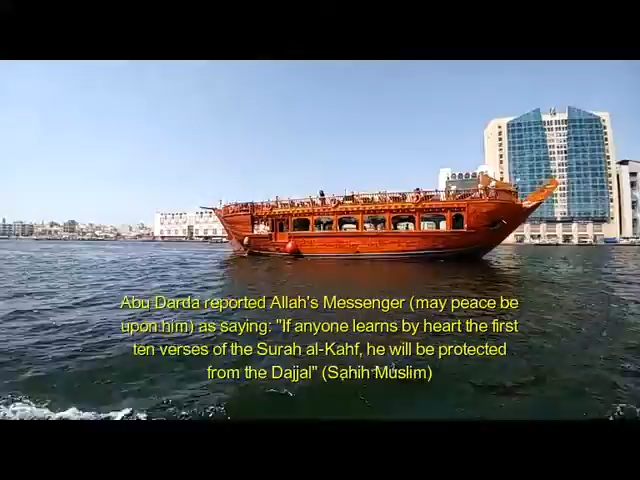 Abu Darda reported Allah's Messenger (may peace be
upon him) as saying: "If anyone learns by heart the first
ten verses of the Surah al-Kahf, he will be protected
from the Dajjal" (Sahih Muslim)